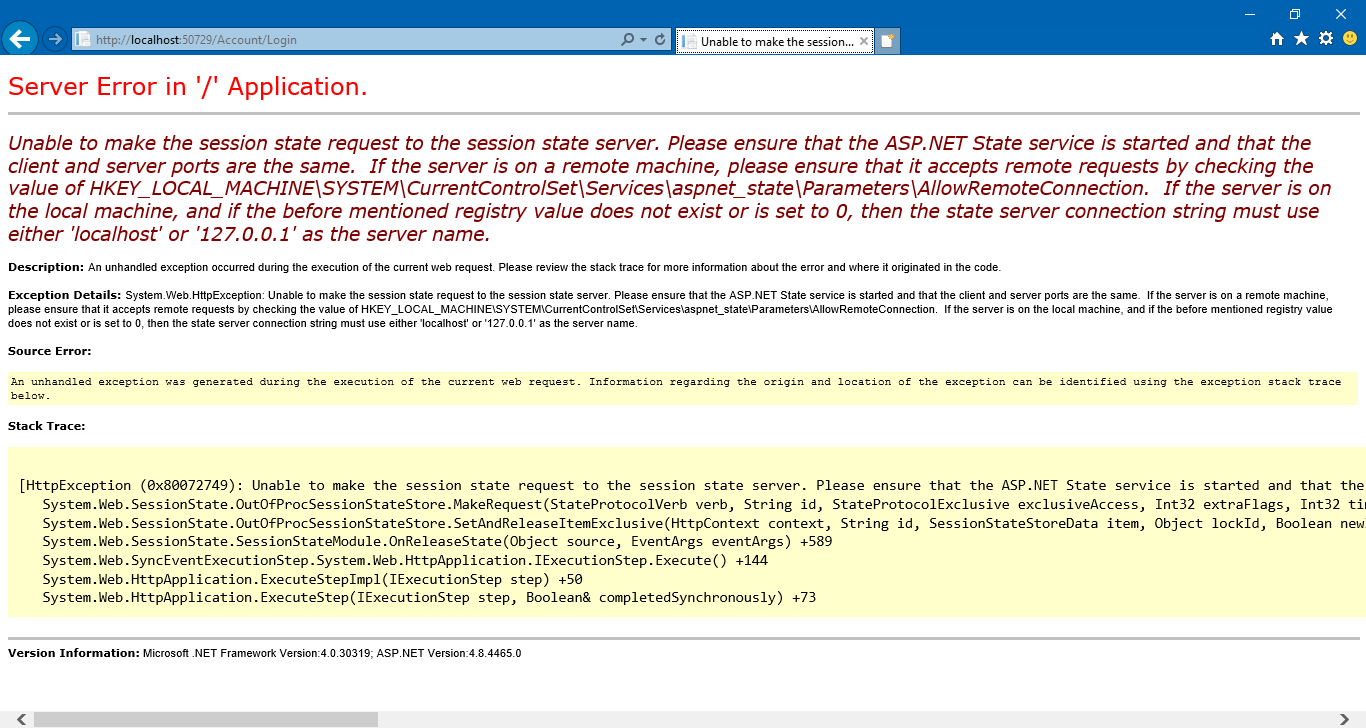 http://localhost:50729/Account/Login
Unable to make the session...
Server Error in '/' Application.
Unable to make the session state request to the session state server. Please ensure that the ASP.NET State service is started and that the
client and server ports are the same.  If the server is on a remote machine, please ensure that it accepts remote requests by checking the
value of HKEY_LOCAL_MACHINE\SYSTEM\CurrentControlSet\Services\aspnet_state\Parameters\AllowRemoteConnection.  If the server is on
the local machine, and if the before mentioned registry value does not exist or is set to 0, then the state server connection string must use
either 'localhost' or '127.0.0.1' as the server name.
Description: An unhandled exception occurred during the execution of the current web request. Please review the stack trace for more information about the error and where it originated in the code.
Exception Details: System.Web.HttpException: Unable to make the session state request to the session state server. Please ensure that the ASP.NET State service is started and that the client and server ports are the same.  If the server is on a remote machine,
please ensure that it accepts remote requests by checking the value of HKEY_LOCAL_MACHINE\SYSTEM\CurrentControlSet\Services\aspnet_state\Parameters\AllowRemoteConnection.  If the server is on the local machine, and if the before mentioned registry value
does not exist or is set to 0, then the state server connection string must use either 'localhost' or '127.0.0.1' as the server name.
Source Error:
An unhandled exception was generated during the execution of the current web request. Information regarding the origin and location of the exception can be identified using the exception stack trace
below.
Stack Trace:
[HttpException (0x80072749): Unable to make the session state request to the session state server. Please ensure that the ASP.NET State service is started and that the
System.Web.SessionState.OutOfProcSessionStateStore.MakeRequest(StateProtocolVerb verb, String id, StateProtocolExclusive exclusiveAccess, Int32 extraFlags, Int32 ti
System.Web.SessionState.OutOfProcSessionStateStore.SetAndReleaseItemExclusive(HttpContext context, String id, SessionStateStoreData item, Object lockId, Boolean new
System.Web.SessionState.SessionStateModule.OnReleaseState(Object source, EventArgs eventArgs) +589
System.Web.SyncEventExecutionStep.System.Web.HttpApplication.IExecutionStep.Execute() +144
System.Web.HttpApplication.ExecuteStepImpl(IExecutionStep step) +50
System.Web.HttpApplication.ExecuteStep(IExecutionStep step, Boolean& completedSynchronously) +73
Version Information: Microsoft .NET Framework Version:4.0.30319; ASP.NET Version:4.8.4465.0